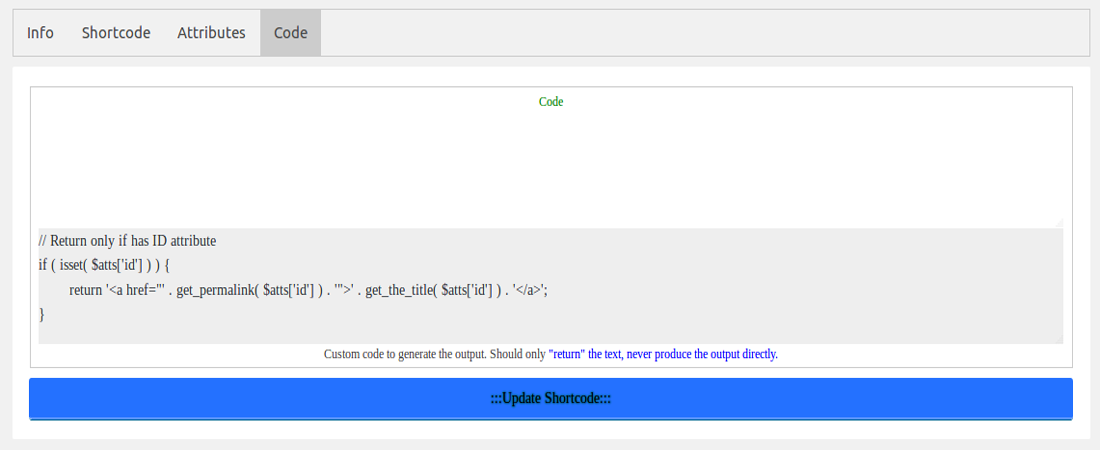 Info Shortcode Attributes Code
Code
// Return only if has ID attribute
if ( isset( $atts['id'] ) ) {
return '<a href="' . get_permalink( $atts['id'] ) . '">' . get_the_title( $atts['id'] ) . '</a>';
}
Custom code to generate the output. Should only "return" the text, never produce the output directly.
:::Update Shortcode:::